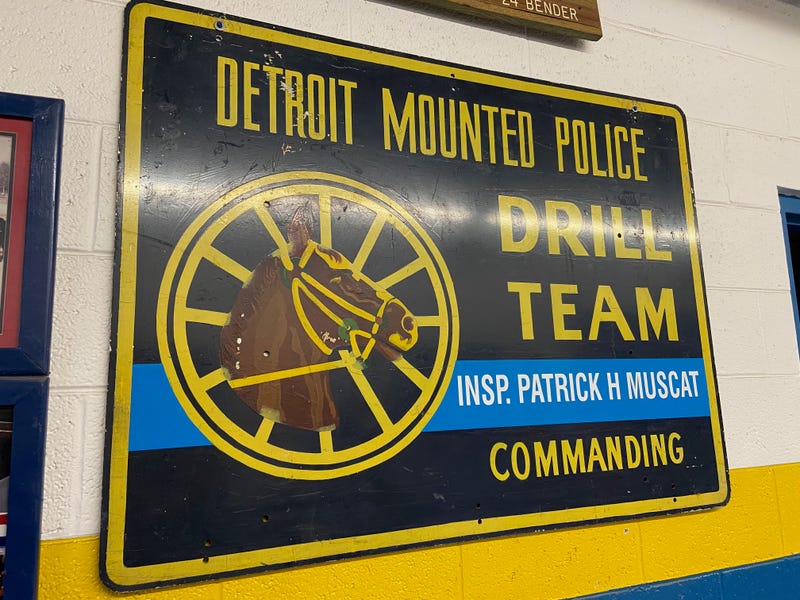 24 BENDER
DETROIT MOUNTED POLICE
DRILL
TEAM
INSP. PATRICK H MUSCAT
COMMANDING